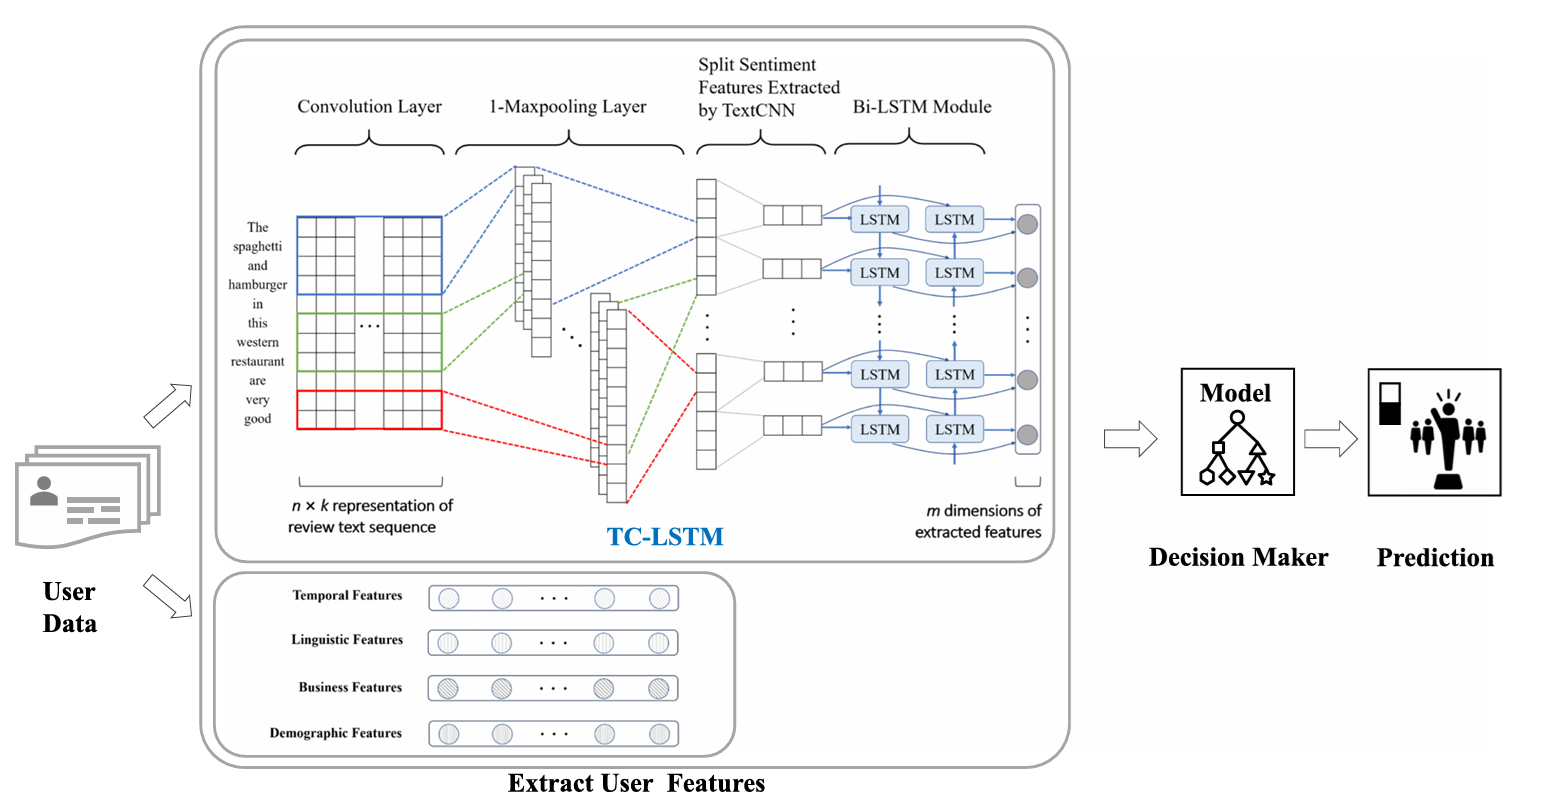 Split Sentiment
Features Extracted
by TextCNN
Convolution Layer
1-Maxpooling Layer
Bi-LSTM Module
The
spaghetti
and
hamburger
in
this
western
restaurant
are
very
good
...
LSTM
LSTM
LSTM
LSTM
LSTM
LSTM
LSTM
LSTM
n × k representation of
review text sequence
TC-LSTM
m dimensions of
extracted features
User
Data
Temporal Features
Linguistic Features
Business Features
Demographic Features
Extract User Features
Model
Decision Maker
Prediction